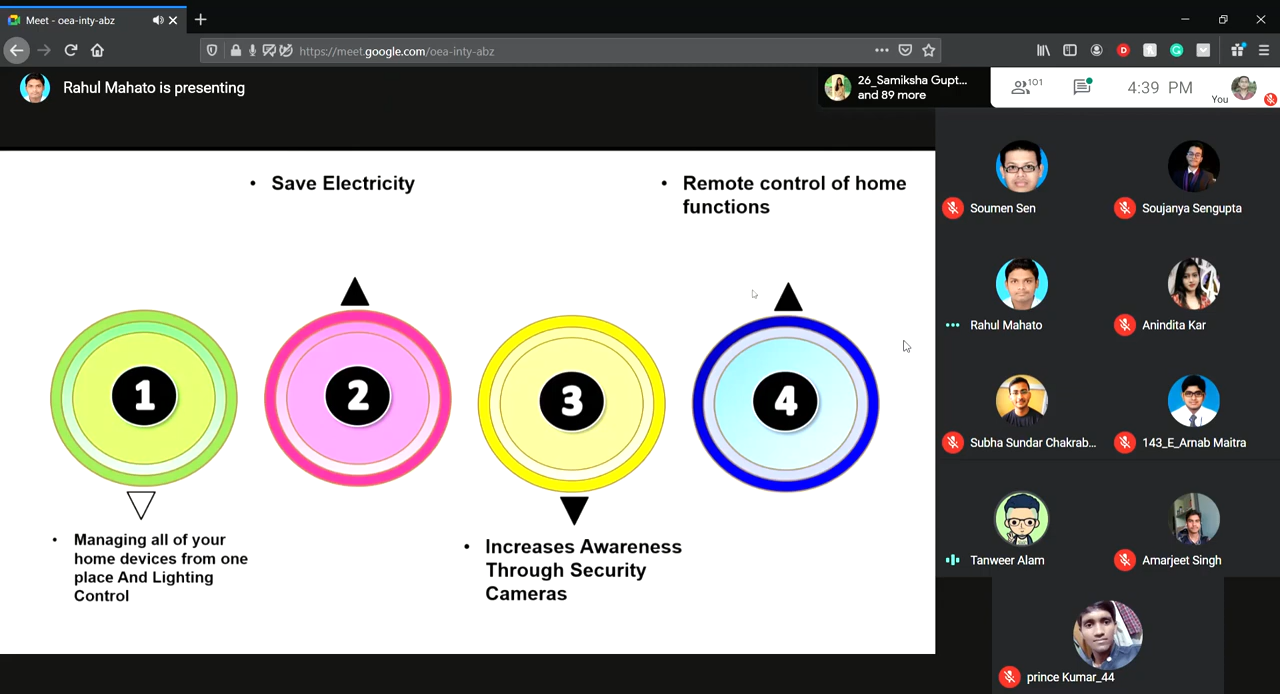 Meet - oea-inty-abz
https://meet.google.com/oea-inty-abz
Rahul Mahato is presenting
26_Samiksha Gupt...
and 89 more
101
4:39 PM
You
• Save Electricity
• Remote control of home
functions
1
2
3
4
• Managing all of your
home devices from one
place And Lighting
Control
• Increases Awareness
Through Security
Cameras
Soumen Sen
Soujanya Sengupta
Rahul Mahato
Anindita Kar
Subha Sundar Chakrab...
143_E_Arnab Maitra
Tanweer Alam
Amarjeet Singh
prince Kumar_44